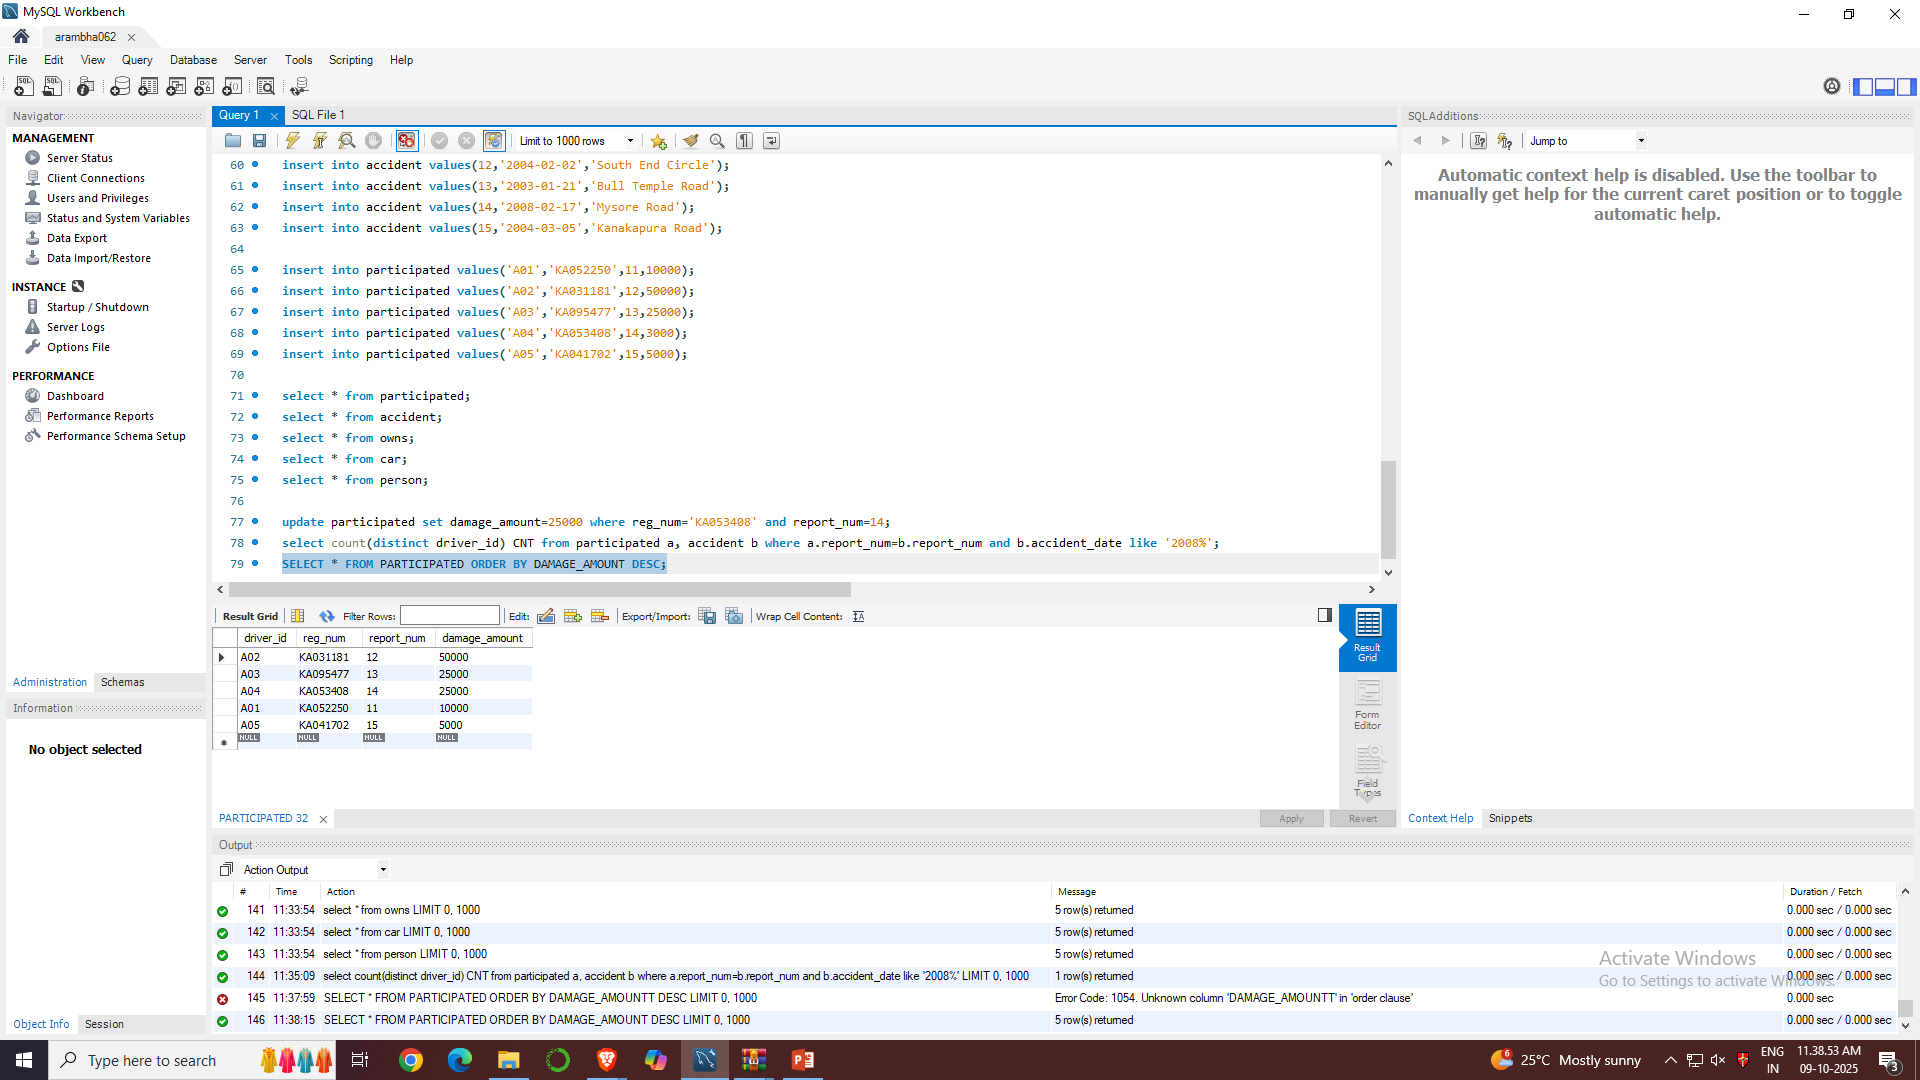 MySQL Workbench
arambha062
File Edit View Query Database Server Tools Scripting Help
Navigator
MANAGEMENT
Server Status
Client Connections
Users and Privileges
Status and System Variables
Data Export
Data Import/Restore
INSTANCE
Startup / Shutdown
Server Logs
Options File
PERFORMANCE
Dashboard
Performance Reports
Performance Schema Setup
Administration Schemas
Information
No object selected
Object Info Session
Query 1 SQL File 1
Limit to 1000 rows
60 insert into accident values(12,'2004-02-02','South End Circle');
61 insert into accident values(13,'2003-01-21','Bull Temple Road');
62 insert into accident values(14,'2008-02-17','Mysore Road');
63 insert into accident values(15,'2004-03-05','Kanakapura Road');
64
65 insert into participated values('A01','KA052250',11,10000);
66 insert into participated values('A02','KA031181',12,50000);
67 insert into participated values('A03','KA095477',13,25000);
68 insert into participated values('A04','KA053408',14,3000);
69 insert into participated values('A05','KA041702',15,5000);
70
71 select * from participated;
72 select * from accident;
73 select * from owns;
74 select * from car;
75 select * from person;
76
77 update participated set damage_amount=25000 where reg_num='KA053408' and report_num=14;
78 select count(distinct driver_id) CNT from participated a, accident b where a.report_num=b.report_num and b.accident_date like '2008%';
79 SELECT * FROM PARTICIPATED ORDER BY DAMAGE_AMOUNT DESC;
Result Grid Filter Rows: Edit: Export/Import: Wrap Cell Content:
driver_id reg_num report_num damage_amount
A02 KA031181 12 50000
A03 KA095477 13 25000
A04 KA053408 14 25000
A01 KA052250 11 10000
A05 KA041702 15 5000
NULL NULL NULL NULL
Result
Grid
Form
Editor
Field
Types
PARTICIPATED 32
Apply Revert
SQLAdditions
Jump to
Automatic context help is disabled. Use the toolbar to
manually get help for the current caret position or to toggle
automatic help.
Context Help Snippets
Output
Action Output
# Time Action Message Duration / Fetch
141 11:33:54 select * from owns LIMIT 0, 1000 5 row(s) returned 0.000 sec / 0.000 sec
142 11:33:54 select * from car LIMIT 0, 1000 5 row(s) returned 0.000 sec / 0.000 sec
143 11:33:54 select * from person LIMIT 0, 1000 5 row(s) returned 0.000 sec / 0.000 sec
144 11:35:09 select count(distinct driver_id) CNT from participated a, accident b where a.report_num=b.report_num and b.accident_date like '2008%' LIMIT 0, 1000 1 row(s) returned 0.000 sec / 0.000 sec
145 11:37:59 SELECT * FROM PARTICIPATED ORDER BY DAMAGE_AMOUNTT DESC LIMIT 0, 1000 Error Code: 1054. Unknown column 'DAMAGE_AMOUNTT' in 'order clause' 0.000 sec
146 11:38:15 SELECT * FROM PARTICIPATED ORDER BY DAMAGE_AMOUNT DESC LIMIT 0, 1000 5 row(s) returned 0.000 sec / 0.000 sec
Activate Windows
Go to Settings to activate Windows.
Type here to search
25°C Mostly sunny
ENG
IN
11.38.53 AM
09-10-2025
3